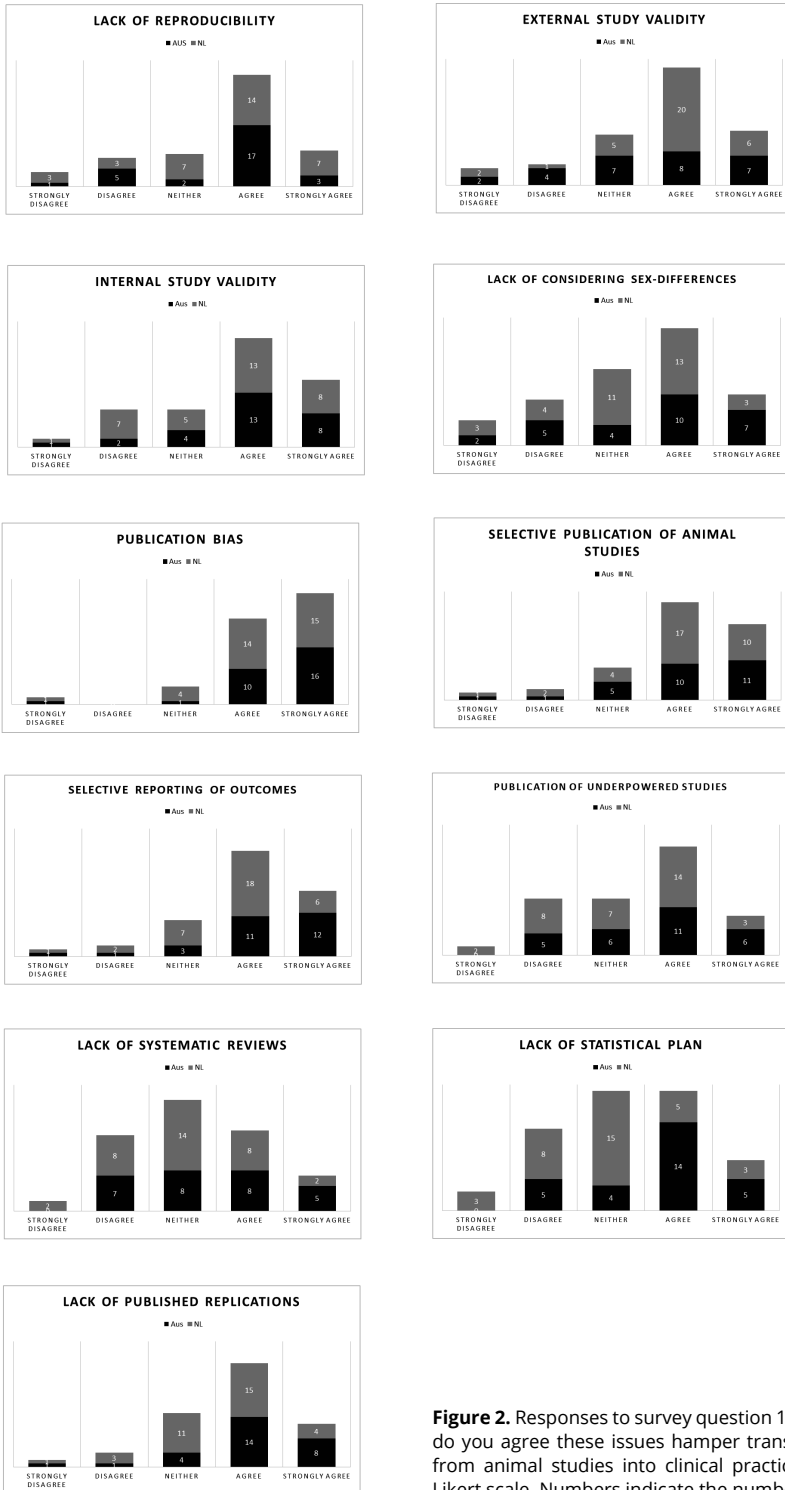 LACK OF REPRODUCIBILITY
AUS NL
14
3 7 7
3 5 2 17 3
STRONGLY DISAGREE NEITHER AGREE STRONGLY AGREE
DISAGREE
EXTERNAL STUDY VALIDITY
Aus NL
20
5 6
2 4 7 8 7
2
STRONGLY DISAGREE NEITHER AGREE STRONGLY AGREE
DISAGREE
INTERNAL STUDY VALIDITY
Aus NL
13
7 5 8
2 4 13 8
STRONGLY DISAGREE NEITHER AGREE STRONGLY AGREE
DISAGREE
LACK OF CONSIDERING SEX-DIFFERENCES
Aus NL
13
3 4 11 3
2 5 4 10 7
STRONGLY DISAGREE NEITHER AGREE STRONGLY AGREE
DISAGREE
PUBLICATION BIAS
Aus NL
4 14 15
10 16
STRONGLY DISAGREE NEITHER AGREE STRONGLY AGREE
DISAGREE
SELECTIVE PUBLICATION OF ANIMAL
STUDIES
Aus NL
2 4 17 10
5 10 11
STRONGLY DISAGREE NEITHER AGREE STRONGLY AGREE
DISAGREE
SELECTIVE REPORTING OF OUTCOMES
Aus NL
2 7 18 6
3 11 12
STRONGLY DISAGREE NEITHER AGREE STRONGLY AGREE
DISAGREE
PUBLICATION OF UNDERPOWERED STUDIES
Aus NL
2 8 7 14 3
5 6 11 6
STRONGLY DISAGREE NEITHER AGREE STRONGLY AGREE
DISAGREE
LACK OF SYSTEMATIC REVIEWS
Aus NL
2 8 14 8 2
7 8 8 5
STRONGLY DISAGREE NEITHER AGREE STRONGLY AGREE
DISAGREE
LACK OF STATISTICAL PLAN
Aus NL
3 8 15 5 3
5 4 14 5
STRONGLY DISAGREE NEITHER AGREE STRONGLY AGREE
DISAGREE
LACK OF PUBLISHED REPLICATIONS
Aus NL
3 11 15 4
4 14 8
STRONGLY DISAGREE NEITHER AGREE STRONGLY AGREE
DISAGREE
Figure 2. Responses to survey question 1
do you agree these issues hamper trans
from animal studies into clinical practic
Likert scale. Numbers indicate the numb